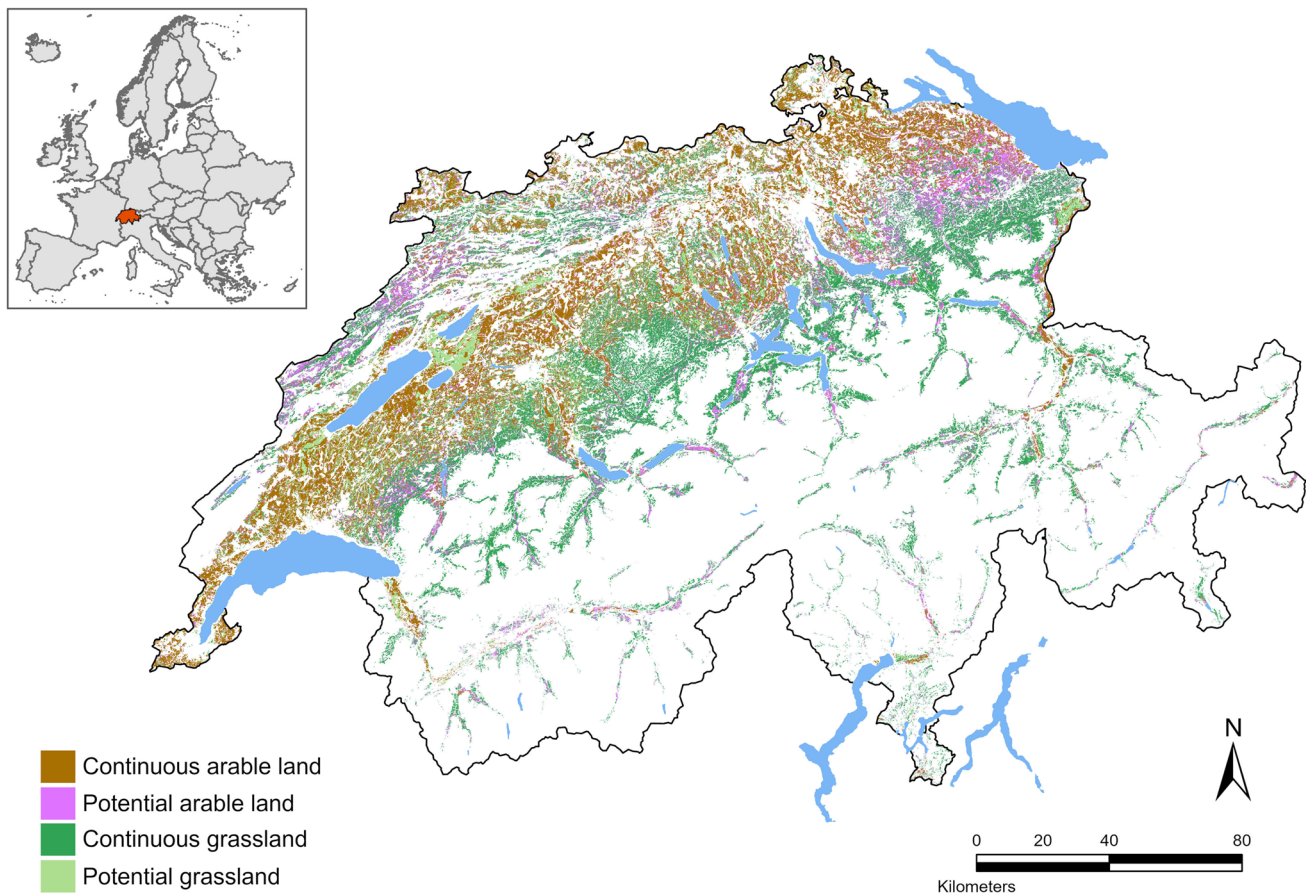 Continuous arable land
Potential arable land
Continuous grassland
Potential grassland
N
0 20 40 80
Kilometers